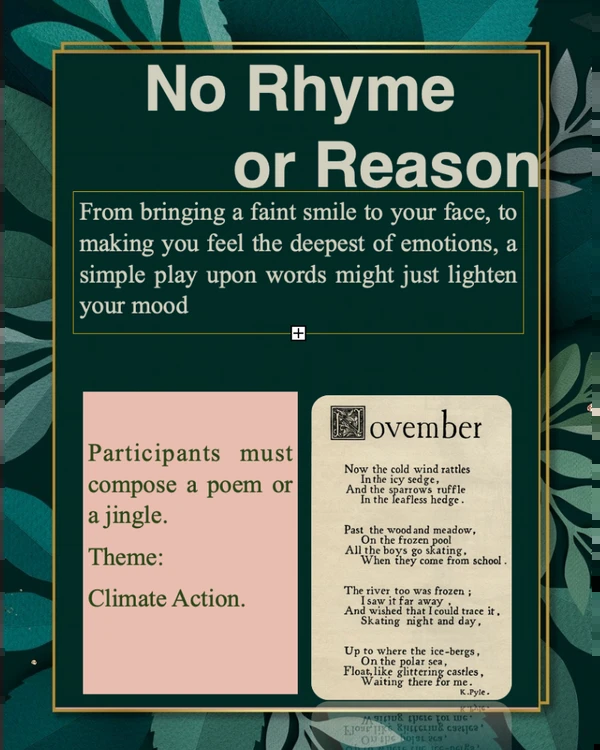 No Rhyme
or Reason
From bringing a faint smile to your face, to
making you feel the deepest of emotions, a
simple play upon words might just lighten
your mood
Participants must
compose a poem or
a jingle.
Theme:
Climate Action.
November
Now the cold wind rattles
In the icy sedge,
And the sparrows ruffle
In the leafless hedge.
Past the wood and meadow,
On the frozen pool
All the boys go skating,
When they come from school.
The river too was frozen;
I saw it far away,
And wished that I could trace it,
Skating night and day,
Up to where the ice-bergs,
On the polar sea,
Float, like glittering castles,
Waiting there for me.
K. Pyle.